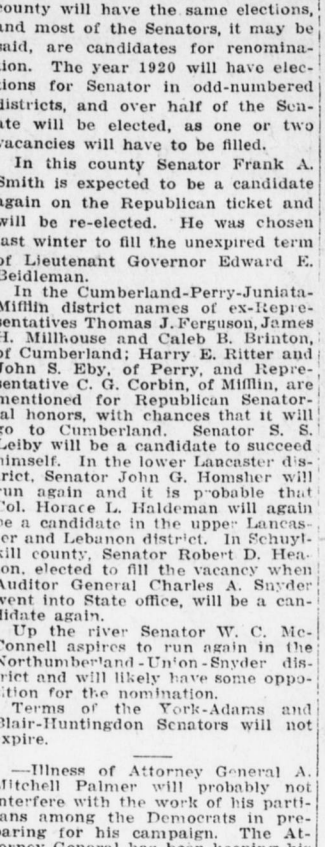 county will have the same elections,
and most of the Senators, it may be
said, are candidates for renomina-
tion. The year 1920 will have elec-
tions for Senator in odd-numbered
districts, and over half of the Sen-
ate will be elected, as one or two
vacancies will have to be filled.
In this county Senator Frank A.
Smith is expected to be a candidate
again on the Republican ticket and
will be re-elected. He was chosen
last winter to fill the unexpired term
of Lieutenant Governor Edward E.
Beidleman.
In the Cumberland-Perry-Juniata-
Mifflin district names of ex-Repre-
sentatives Thomas J. Ferguson, James
H. Millhouse and Caleb B. Brinton,
of Cumberland; Harry E. Ritter and
John S. Eby, of Perry, and Repre-
sentative C. G. Corbin, of Mifflin, are
mentioned for Republican Senator-
ial honors, with chances that it will
go to Cumberland. Senator S. S.
Leiby will be a candidate to succeed
himself. In the lower Lancaster dis-
trict, Senator John G. Homsher will
run again and it is probable that
Col. Horace L. Haldeman will again
be a candidate in the upper Lancas-
ter and Lebanon district. In Schuyl-
kill county, Senator Robert D. Hea-
ton, elected to fill the vacancy when
Auditor General Charles A. Snyder
went into State office, will be a can-
didate again.
Up the river Senator W. C. Mc-
Connell aspires to run again in the
Northumberland-Union-Snyder dis-
trict and will likely have some oppo-
sition for the nomination.
Terms of the York-Adams and
Blair-Huntingdon Senators will not
expire.
—Illness of Attorney General A.
Mitchell Palmer will probably not
interfere with the work of his parti-
sans among the Democrats in pre-
paring for his campaign. The At-